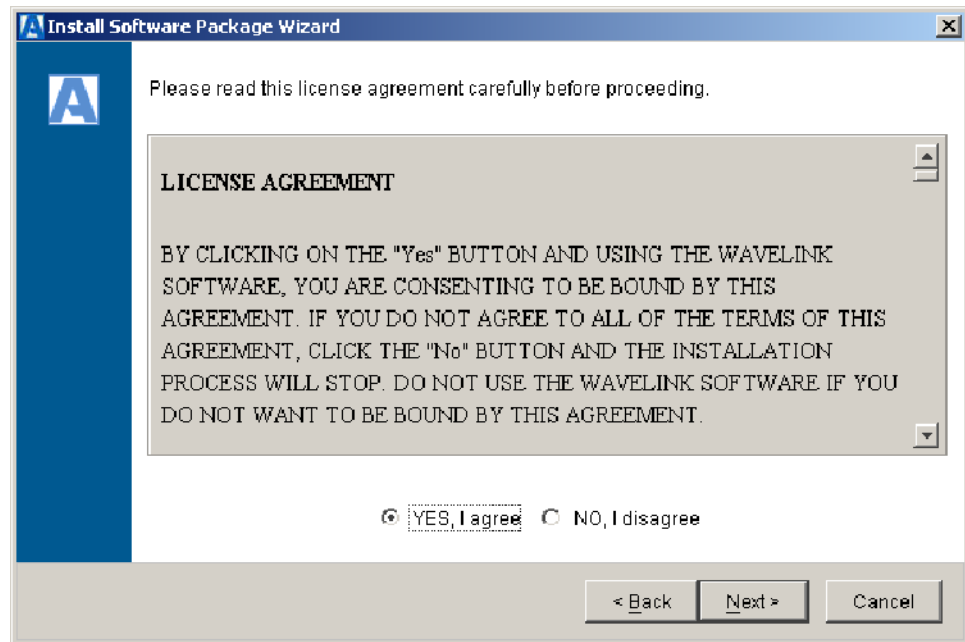 Install Software Package Wizard
A
Please read this license agreement carefully before proceeding.
LICENSE AGREEMENT
BY CLICKING ON THE "Yes" BUTTON AND USING THE WAVELINK
SOFTWARE, YOU ARE CONSENTING TO BE BOUND BY THIS
AGREEMENT. IF YOU DO NOT AGREE TO ALL OF THE TERMS OF THIS
AGREEMENT, CLICK THE "No" BUTTON AND THE INSTALLATION
PROCESS WILL STOP. DO NOT USE THE WAVELINK SOFTWARE IF YOU
DO NOT WANT TO BE BOUND BY THIS AGREEMENT.
YES, I agree NO, I disagree
< Back Next > Cancel